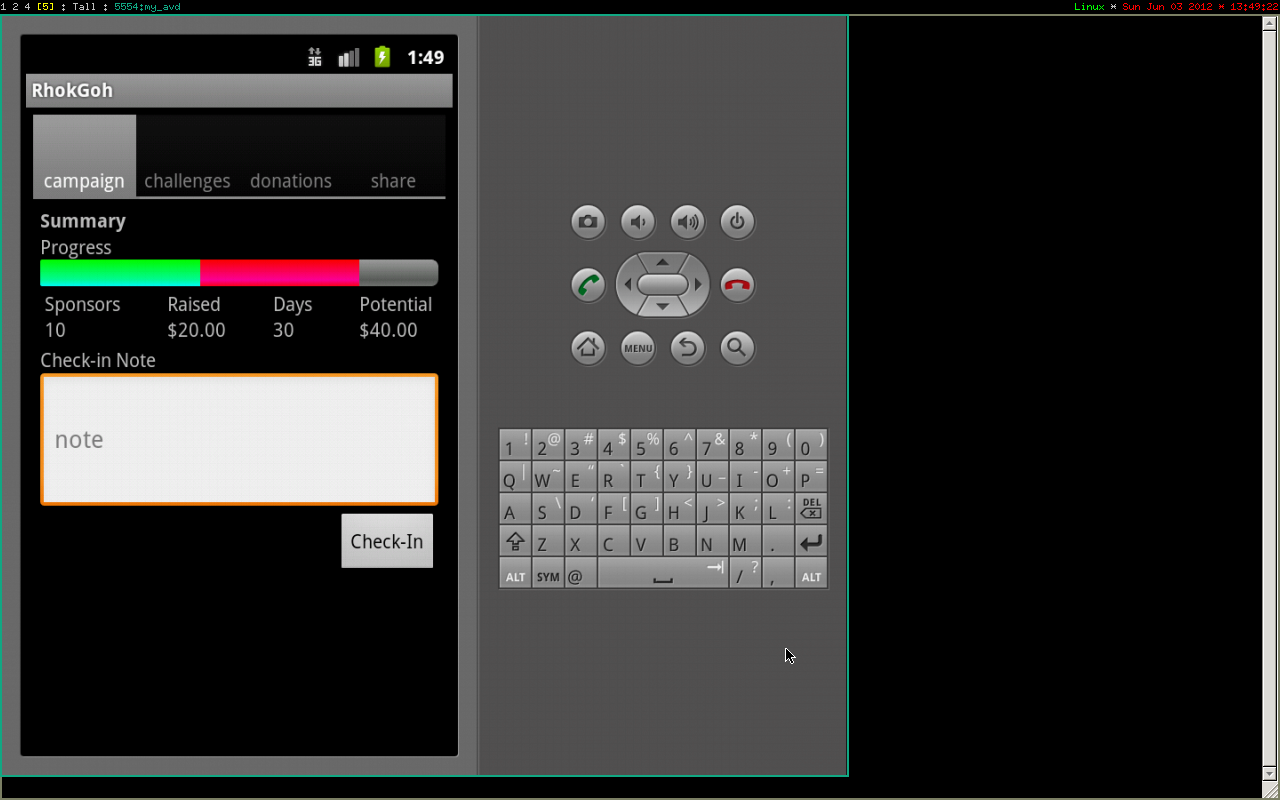 1 2 4 [5] : Tall : 5554:my_avd
Linux * Sun Jun 03 2012 * 13:49:22
3G 1:49
RhokGoh
campaign challenges donations share
Summary
Progress
Sponsors Raised Days Potential
10 $20.00 30 $40.00
Check-in Note
note
Check-In
MENU
1 ! 2 @ 3 # 4 $ 5 % 6 ^ 7 & 8 * 9 ( 0 )
Q | W ~ E " R ` T { Y } U _ I - O + P =
A S \ D ' F [ G ] H < J > K ; L : DEL
Z X C V B N M .
ALT SYM @ / ? , ALT